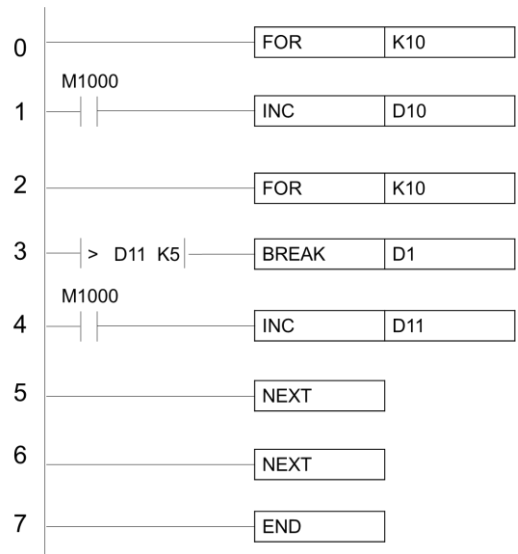 0 FOR K10
M1000
1 INC D10
2 FOR K10
3 > D11 K5 BREAK D1
M1000
4 INC D11
5 NEXT
6 NEXT
7 END